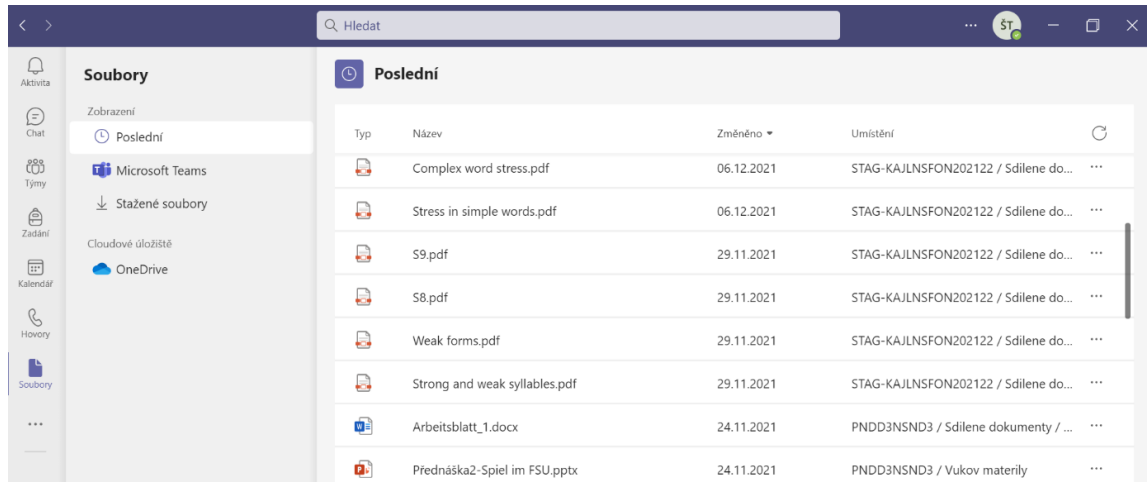 Hledat
ŠT
Aktivita
Chat
Týmy
Zadání
Kalendář
Hovory
Soubory
Soubory
Zobrazení
Poslední
Microsoft Teams
Stažené soubory
Cloudové úložiště
OneDrive
Poslední
Typ Název Změněno Umístění
Complex word stress.pdf 06.12.2021 STAG-KAJLNSFON202122 / Sdilene do... ...
Stress in simple words.pdf 06.12.2021 STAG-KAJLNSFON202122 / Sdilene do... ...
S9.pdf 29.11.2021 STAG-KAJLNSFON202122 / Sdilene do... ...
S8.pdf 29.11.2021 STAG-KAJLNSFON202122 / Sdilene do... ...
Weak forms.pdf 29.11.2021 STAG-KAJLNSFON202122 / Sdilene do... ...
Strong and weak syllables.pdf 29.11.2021 STAG-KAJLNSFON202122 / Sdilene do... ...
Arbeitsblatt_1.docx 24.11.2021 PNDD3NSND3 / Sdilene dokumenty / ... ...
Přednáška2-Spiel im FSU.pptx 24.11.2021 PNDD3NSND3 / Vukov materily ...